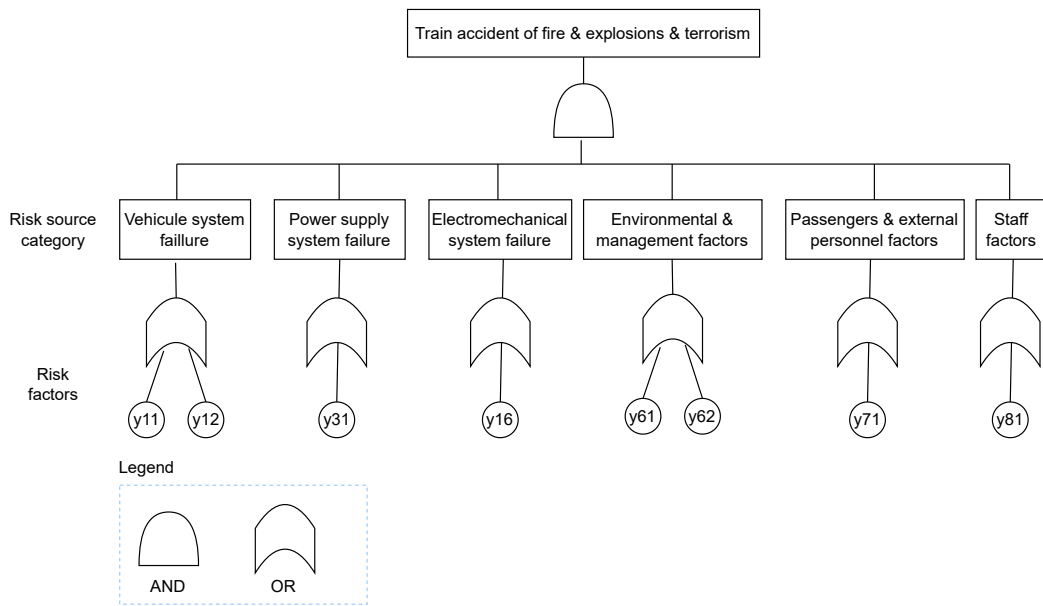 Train accident of fire & explosions & terrorism
Risk source
category
Vehicule system
faillure
Power supply
system failure
Electromechanical
system failure
Environmental &
management factors
Passengers & external
personnel factors
Staff
factors
Risk
factors
y11
y12
y31
y16
y61
y62
y71
y81
Legend
AND
OR